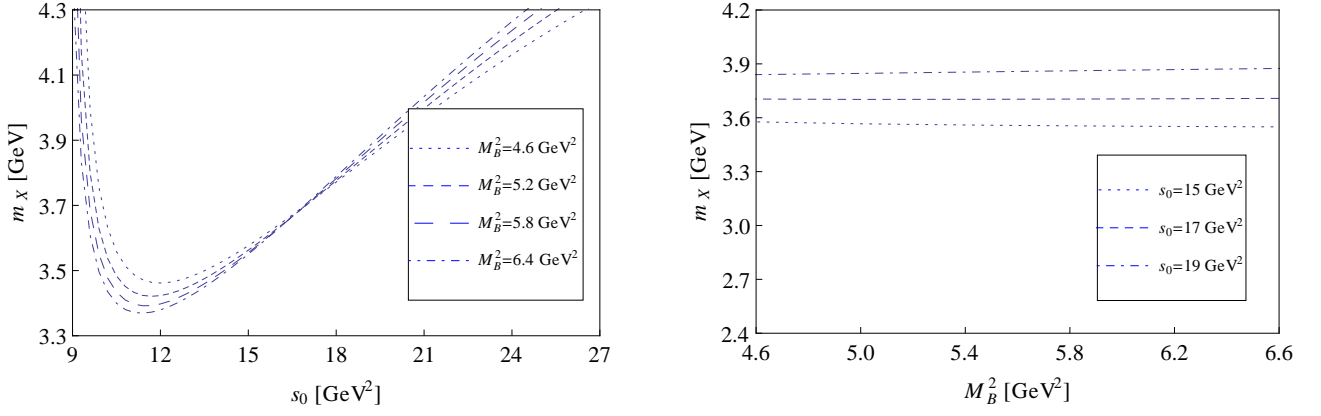 4.3
4.1
3.9
3.7
3.5
3.3
m_X [GeV]
M_B^2=4.6 GeV^2
M_B^2=5.2 GeV^2
M_B^2=5.8 GeV^2
M_B^2=6.4 GeV^2
9 12 15 18 21 24 27
s_0 [GeV^2]
4.2
3.9
3.6
3.3
3.0
2.7
2.4
m_X [GeV]
s_0=15 GeV^2
s_0=17 GeV^2
s_0=19 GeV^2
4.6 5.0 5.4 5.8 6.2 6.6
M_B^2 [GeV^2]